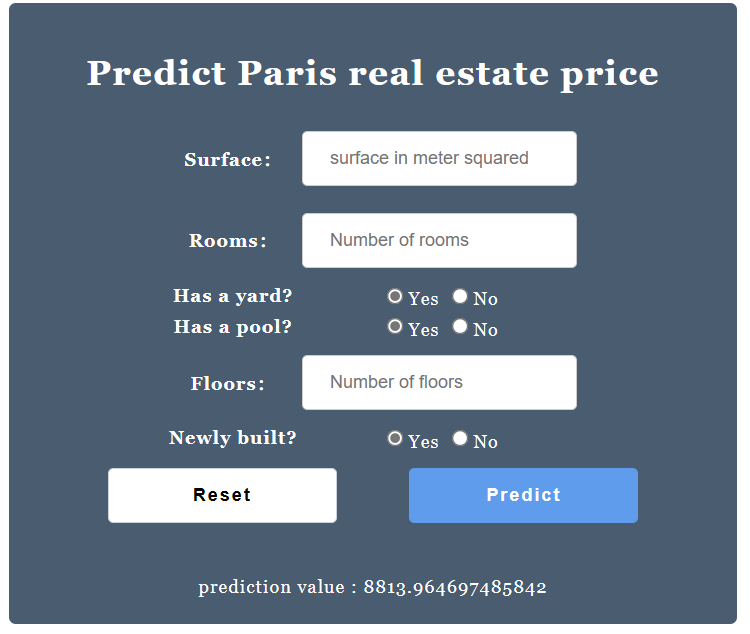 Predict Paris real estate price
Surface: surface in meter squared
Rooms: Number of rooms
Has a yard? Yes No
Has a pool? Yes No
Floors: Number of floors
Newly built? Yes No
Reset Predict
prediction value : 8813.964697485842